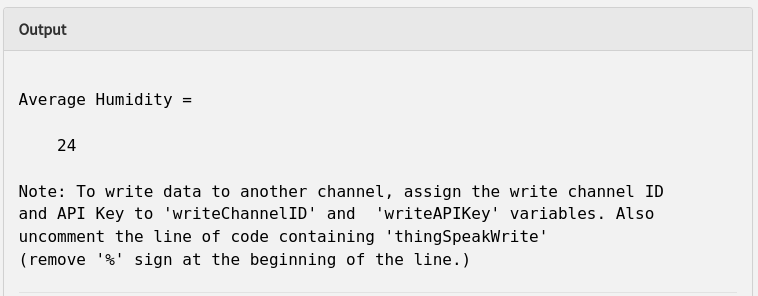 Output
Average Humidity =
24
Note: To write data to another channel, assign the write channel ID
and API Key to 'writeChannelID' and  'writeAPIKey' variables. Also
uncomment the line of code containing 'thingSpeakWrite'
(remove '%' sign at the beginning of the line.)